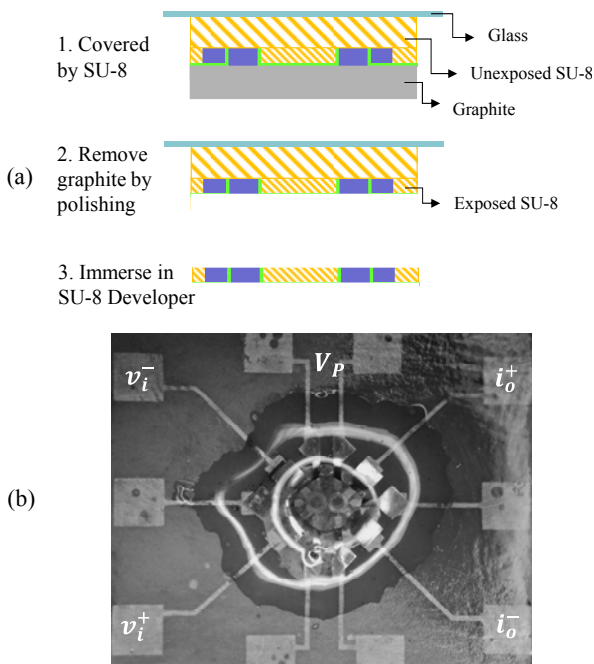 Glass
1. Covered
by SU-8
Unexposed SU-8
Graphite
(a)
2. Remove
graphite by
polishing
Exposed SU-8
3. Immerse in
SU-8 Developer
(b)
V_P
v_i^-
i_o^+
v_i^+
i_o^-